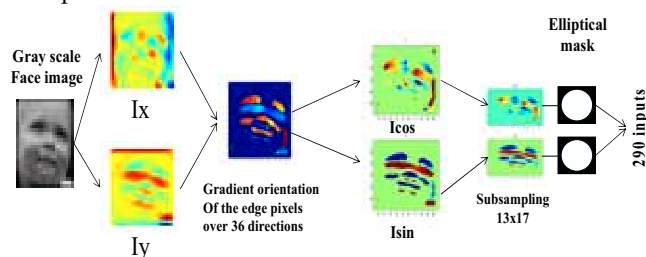 Gray scale
Face image
Ix
Iy
Gradient orientation
Of the edge pixels
over 36 directions
Icos
Isin
Subsampling
13x17
Elliptical
mask
290 inputs